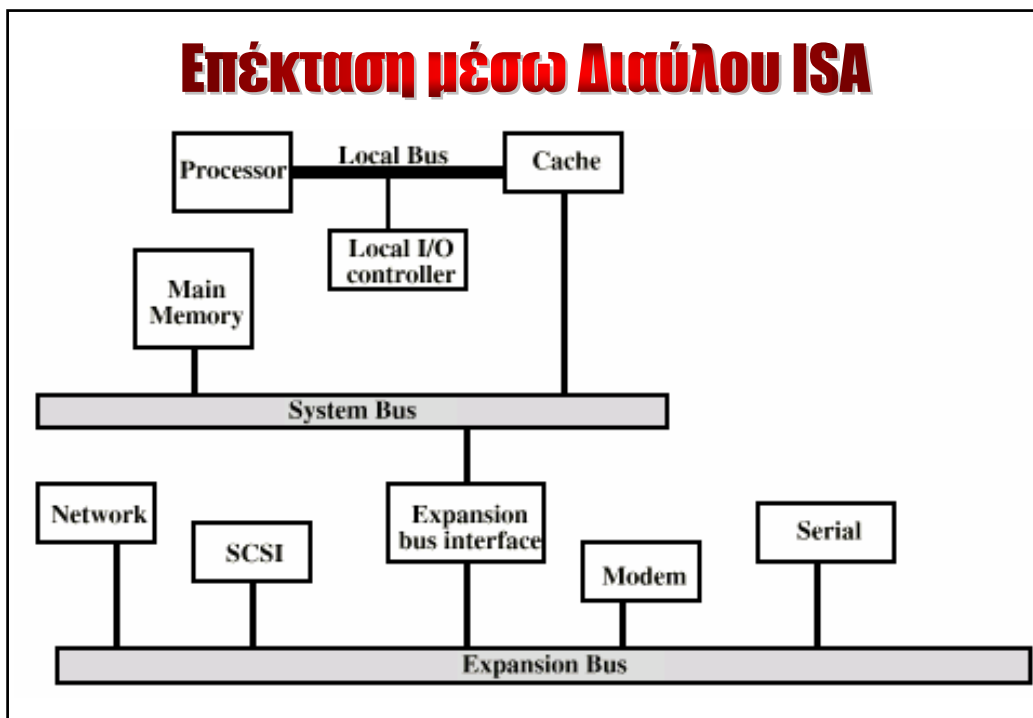 Επέκταση μέσω Διαύλου ISA
Processor
Local Bus
Cache
Local I/O
controller
Main
Memory
System Bus
Network
SCSI
Expansion
bus interface
Modem
Serial
Expansion Bus